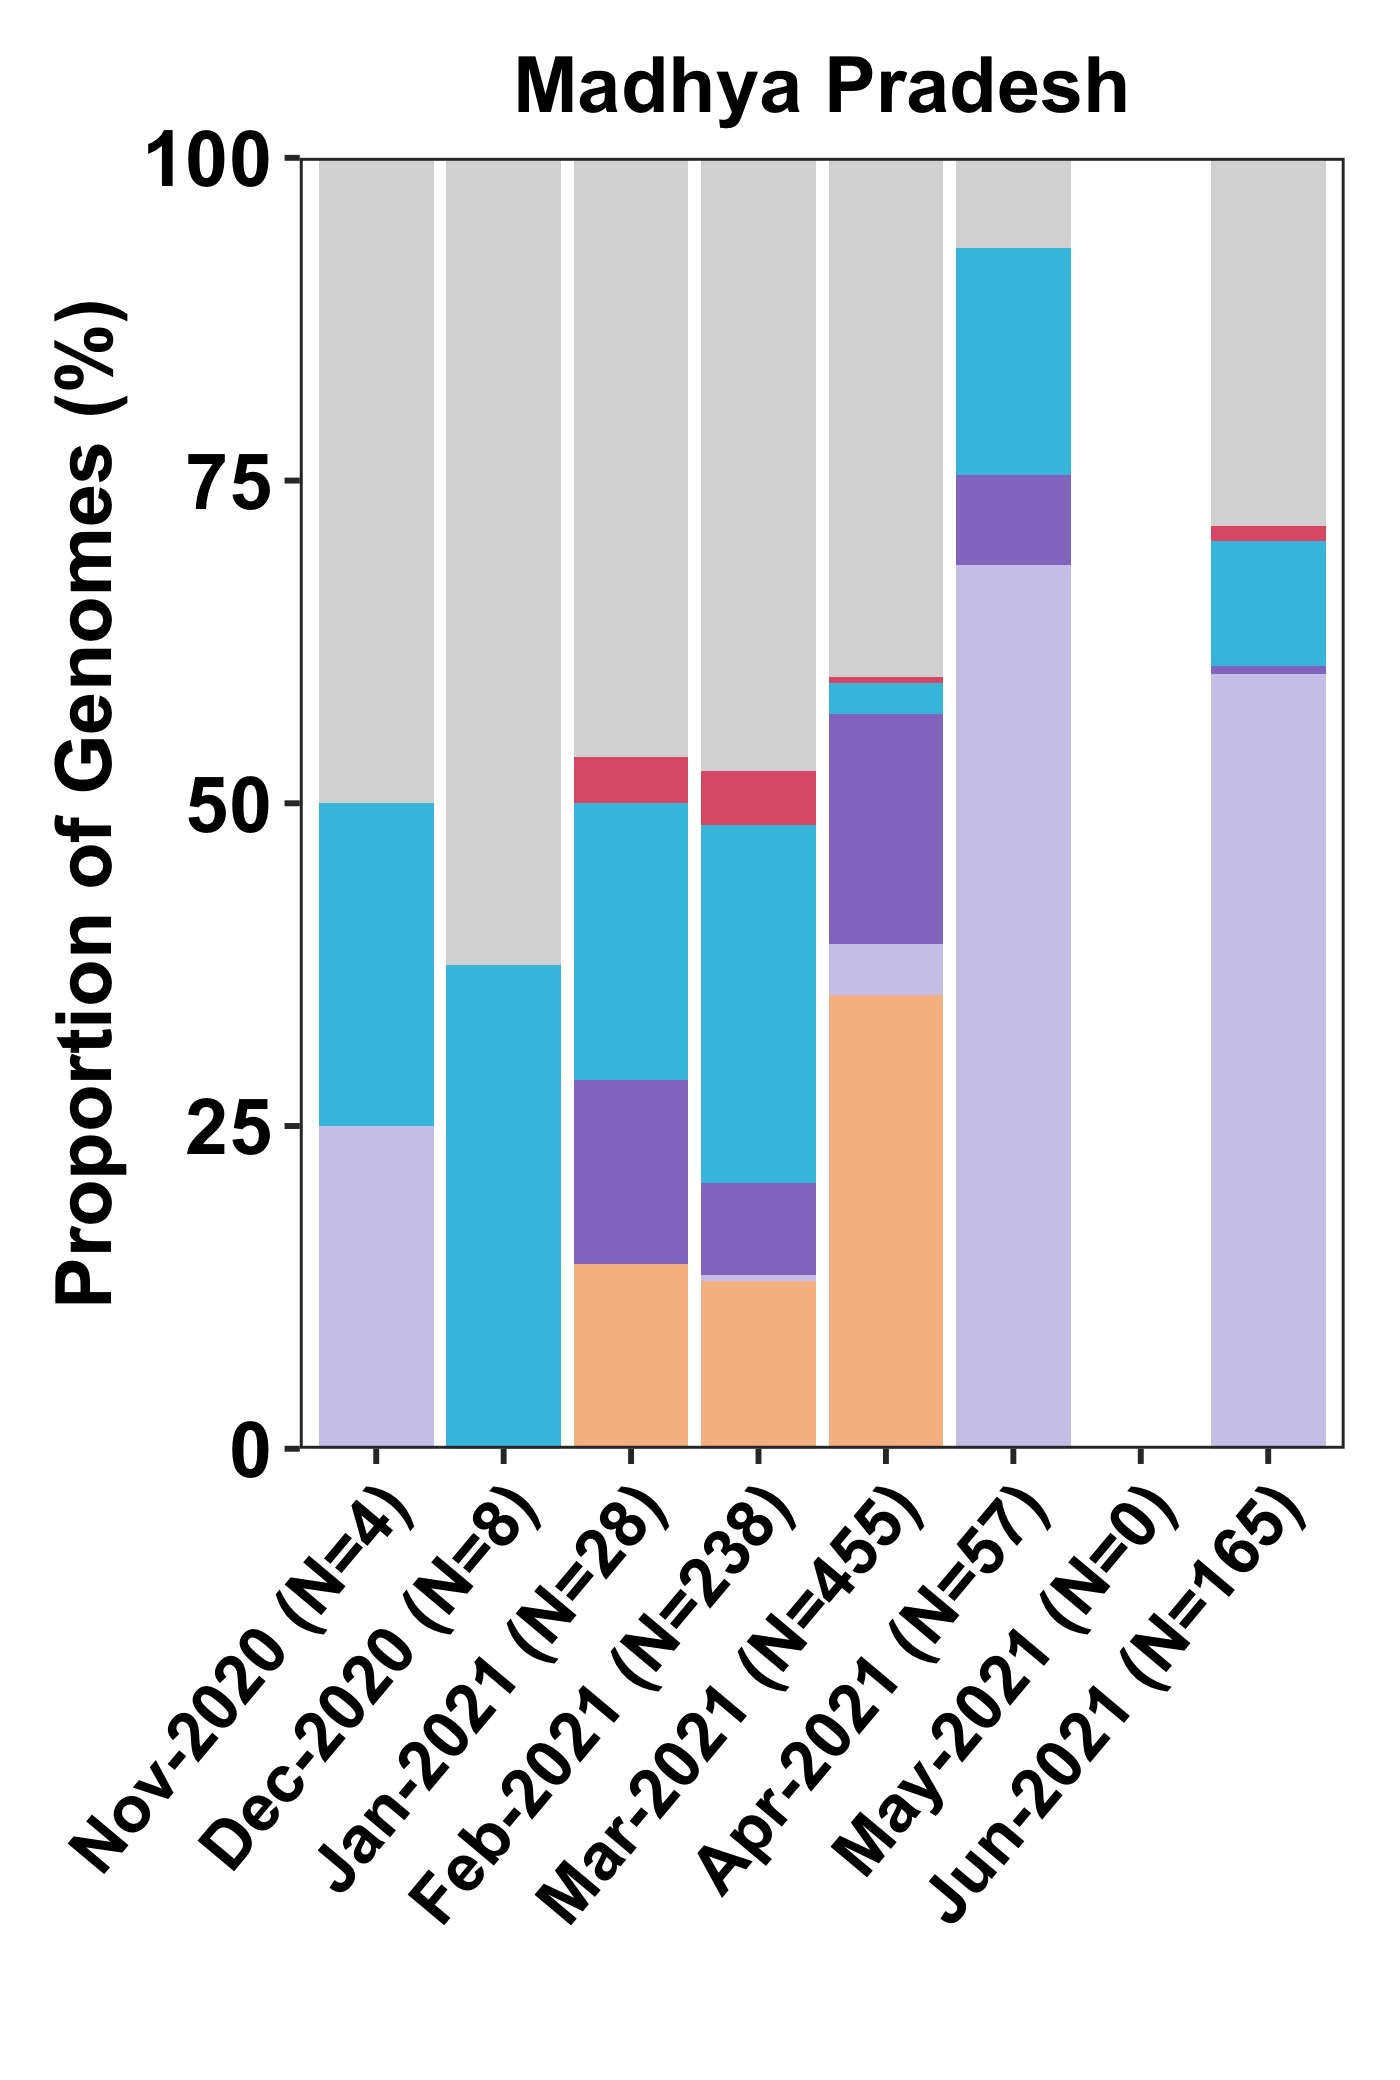 Madhya Pradesh
Proportion of Genomes (%)
100
75
50
25
0
Nov-2020 (N=4)
Dec-2020 (N=8)
Jan-2021 (N=28)
Feb-2021 (N=238)
Mar-2021 (N=455)
Apr-2021 (N=57)
May-2021 (N=0)
Jun-2021 (N=165)